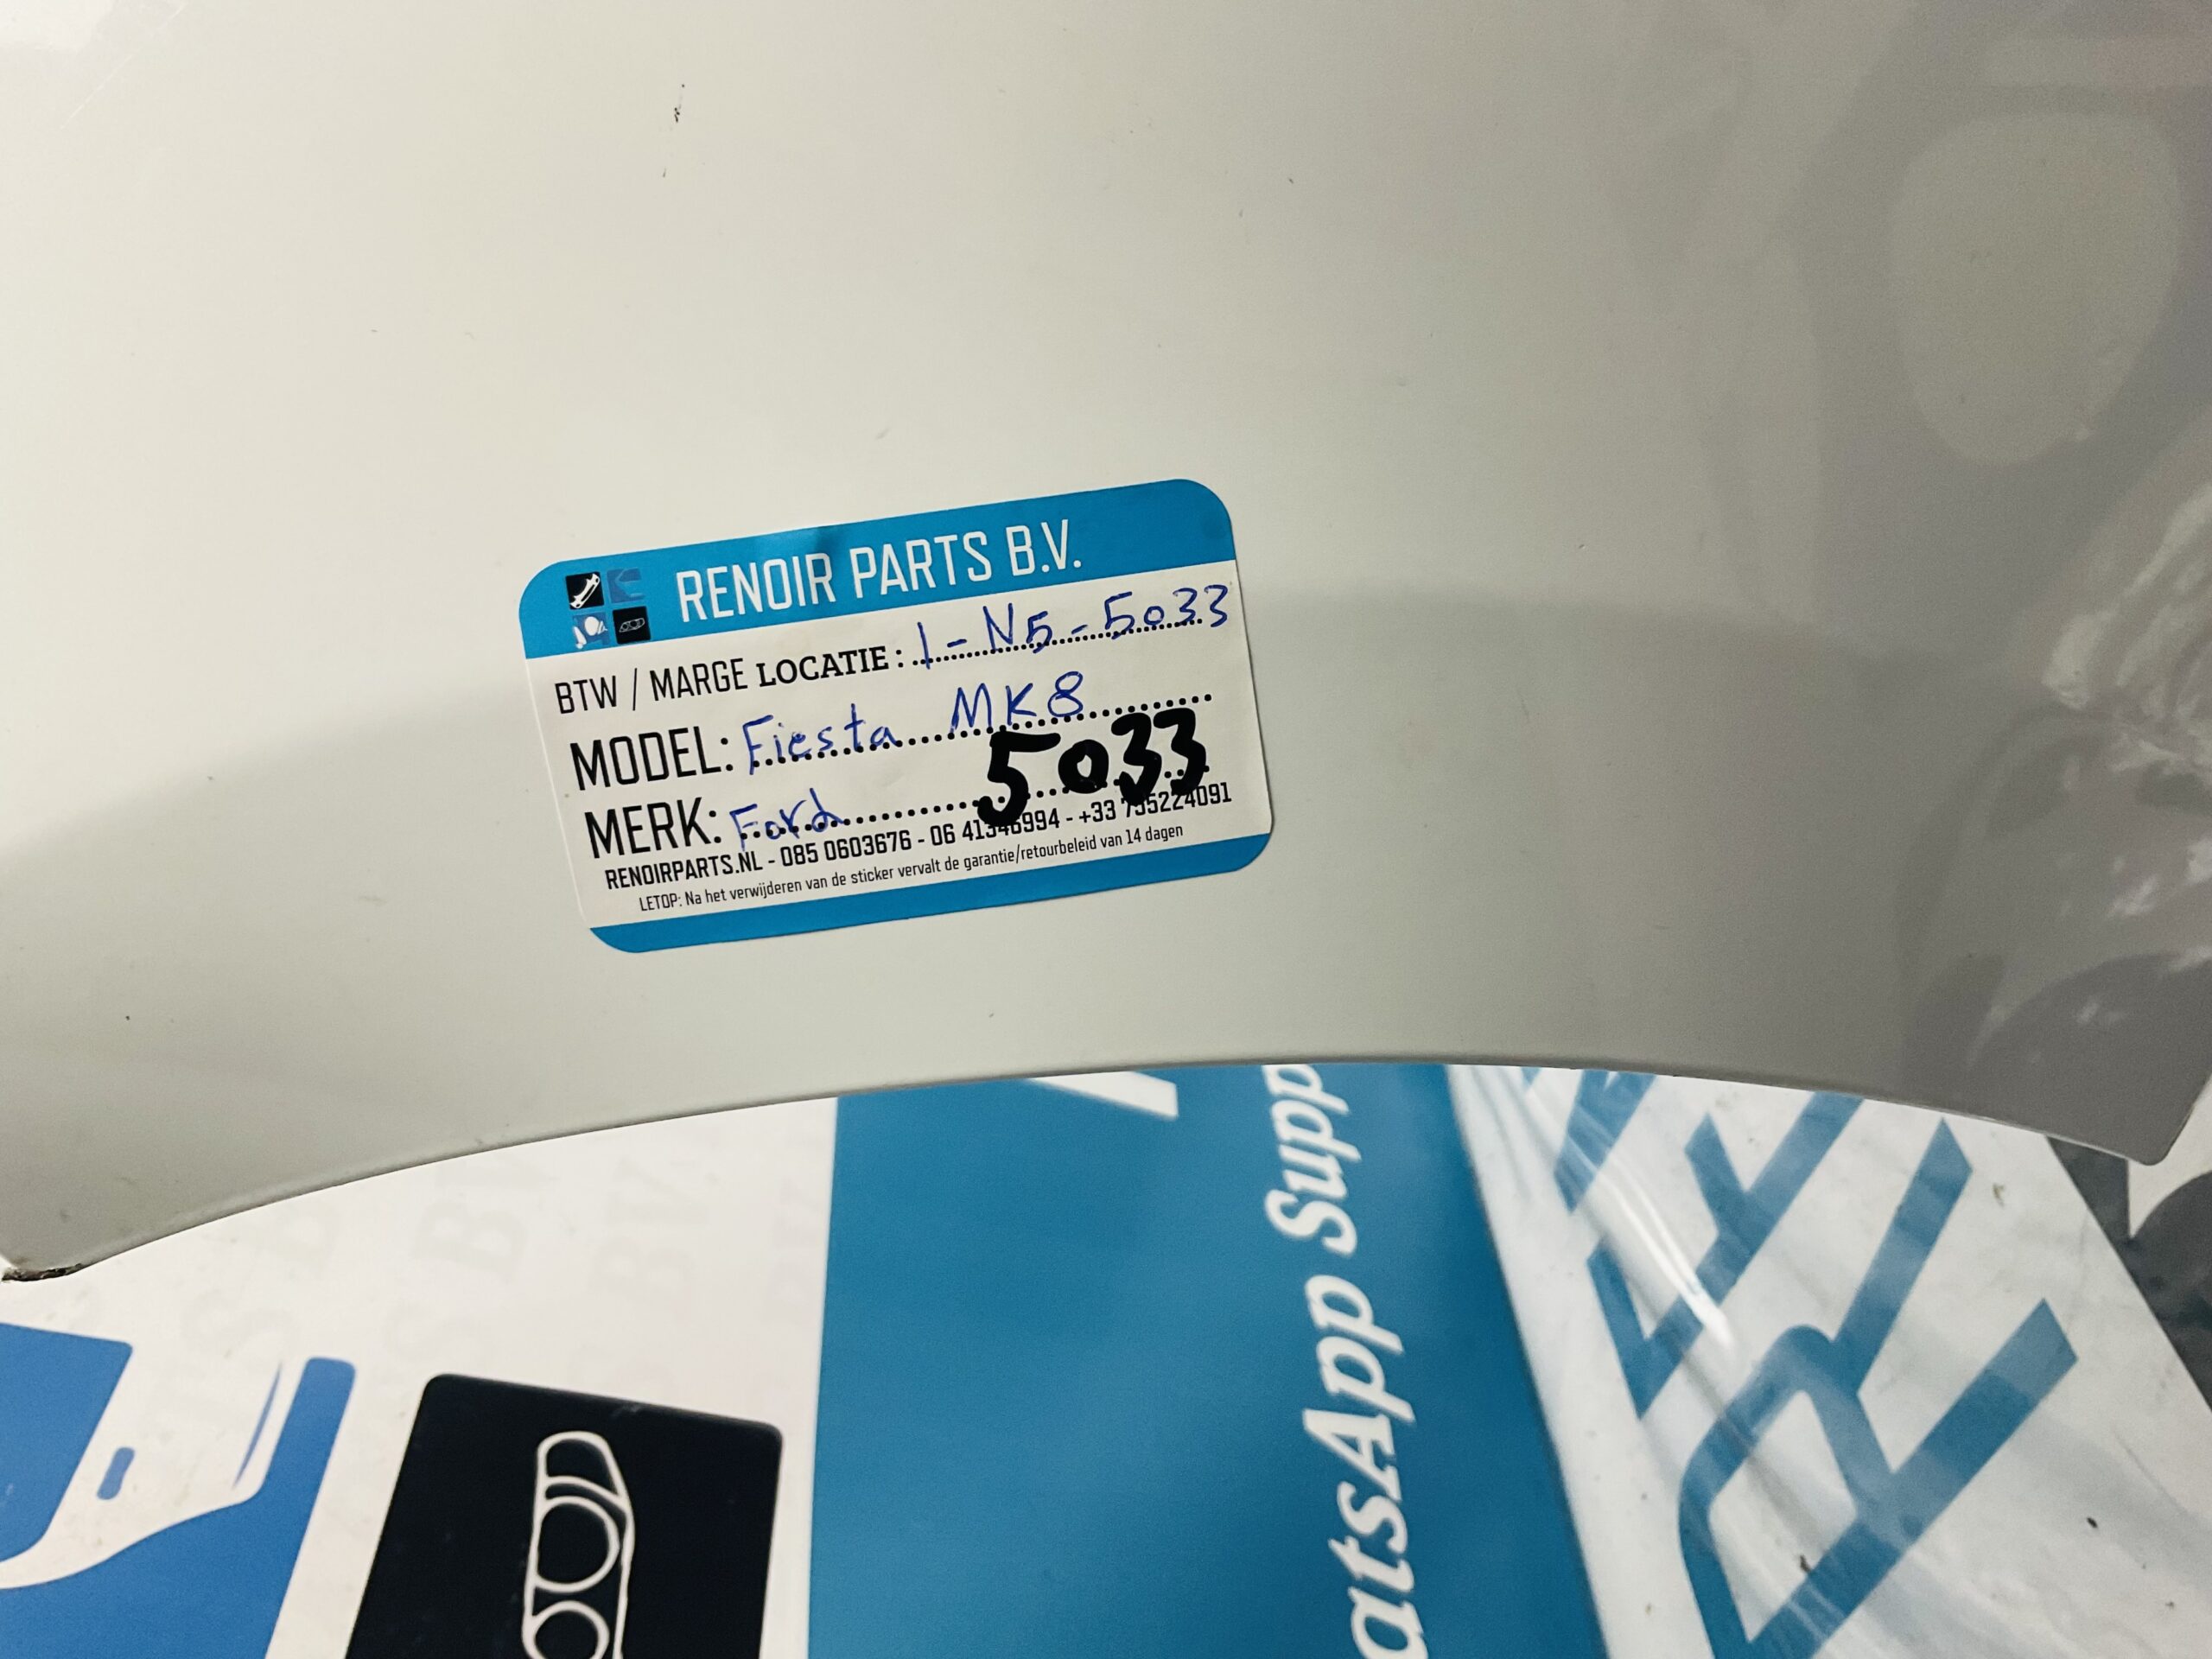 RENOIR PARTS B.V.
BTW / MARGE LOCATIE: 1-N5-5033
MODEL: Fiesta MK8
5033
MERK: Ford
RENOIRPARTS.NL - 085 0603676 - 06 41346994 - +33 755224091
LETOP: Na het verwijderen van de sticker vervalt de garantie/retourbeleid van 14 dagen
atsApp Supp